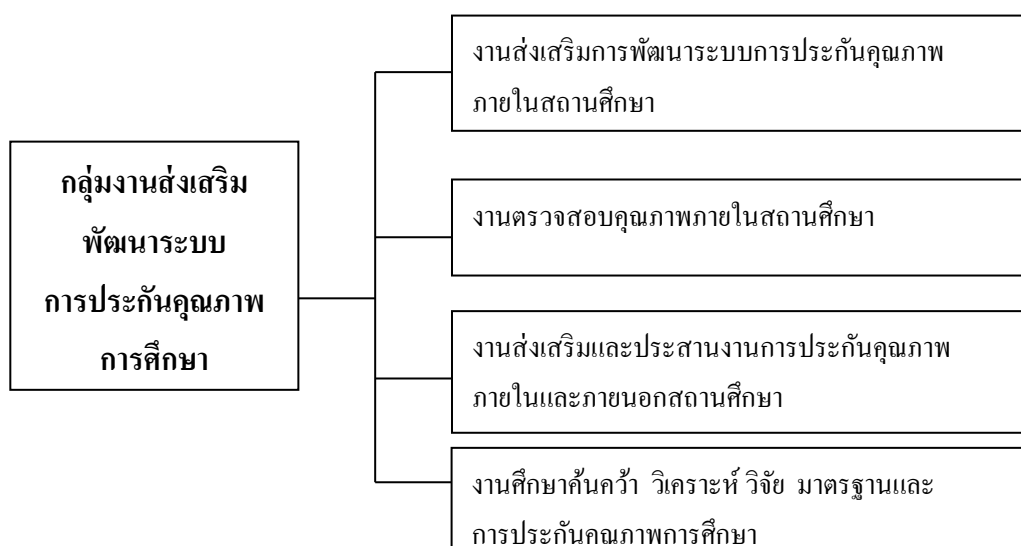 กลุ่มงานส่งเสริม
พัฒนาระบบ
การประกันคุณภาพ
การศึกษา
งานส่งเสริมการพัฒนาระบบการประกันคุณภาพ
ภายในสถานศึกษา
งานตรวจสอบคุณภาพภายในสถานศึกษา
งานส่งเสริมและประสานงานการประกันคุณภาพ
ภายในและภายนอกสถานศึกษา
งานศึกษาค้นคว้า วิเคราะห์ วิจัย มาตรฐานและ
การประกันคุณภาพการศึกษา